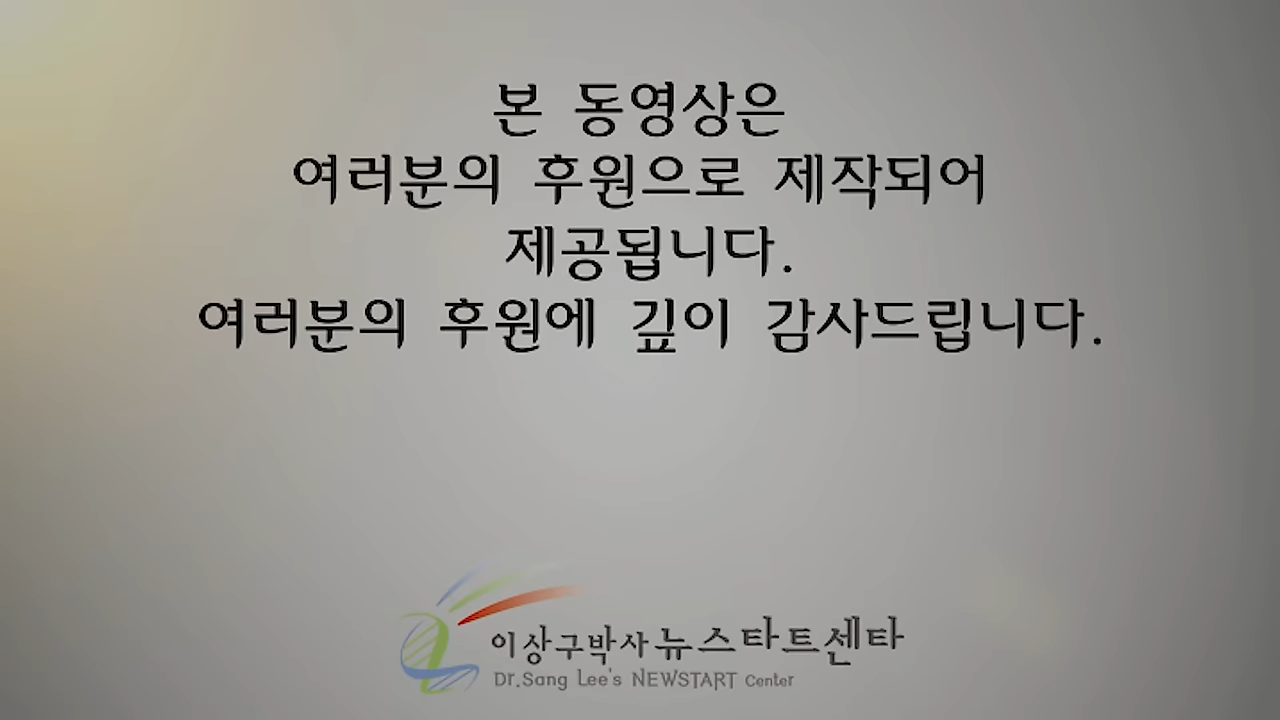 본 동영상은
여러분의 후원으로 제작되어
제공됩니다.
여러분의 후원에 깊이 감사드립니다.
이상구박사 뉴스타트센타
Dr.Sang Lee's NEWSTART Center